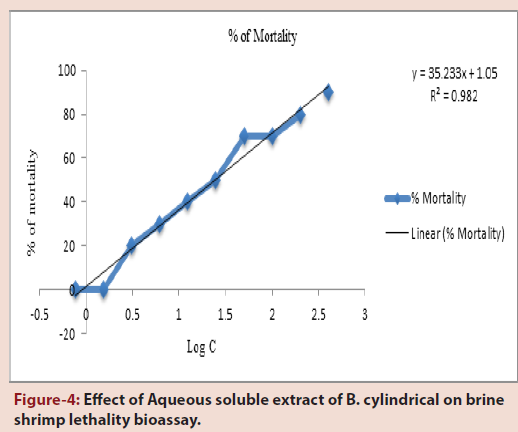 % of Mortality
y = 35.233x + 1.05
R² = 0.982
100
80
60
40
20
0
-20
% of mortality
-0.5
0
0.5
1
1.5
2
2.5
3
Log C
% Mortality
Linear (% Mortality)
Figure-4: Effect of Aqueous soluble extract of B. cylindrical on brine
shrimp lethality bioassay.